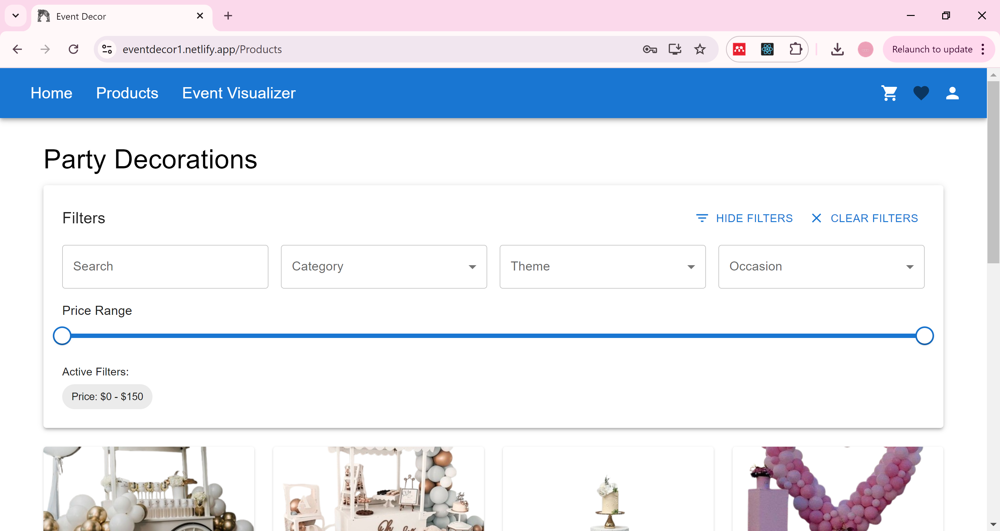 Event Decor
eventdecor1.netlify.app/Products
Relaunch to update
Home Products Event Visualizer
Party Decorations
Filters HIDE FILTERS CLEAR FILTERS
Search Category Theme Occasion
Price Range
Active Filters:
Price: $0 - $150
Oh